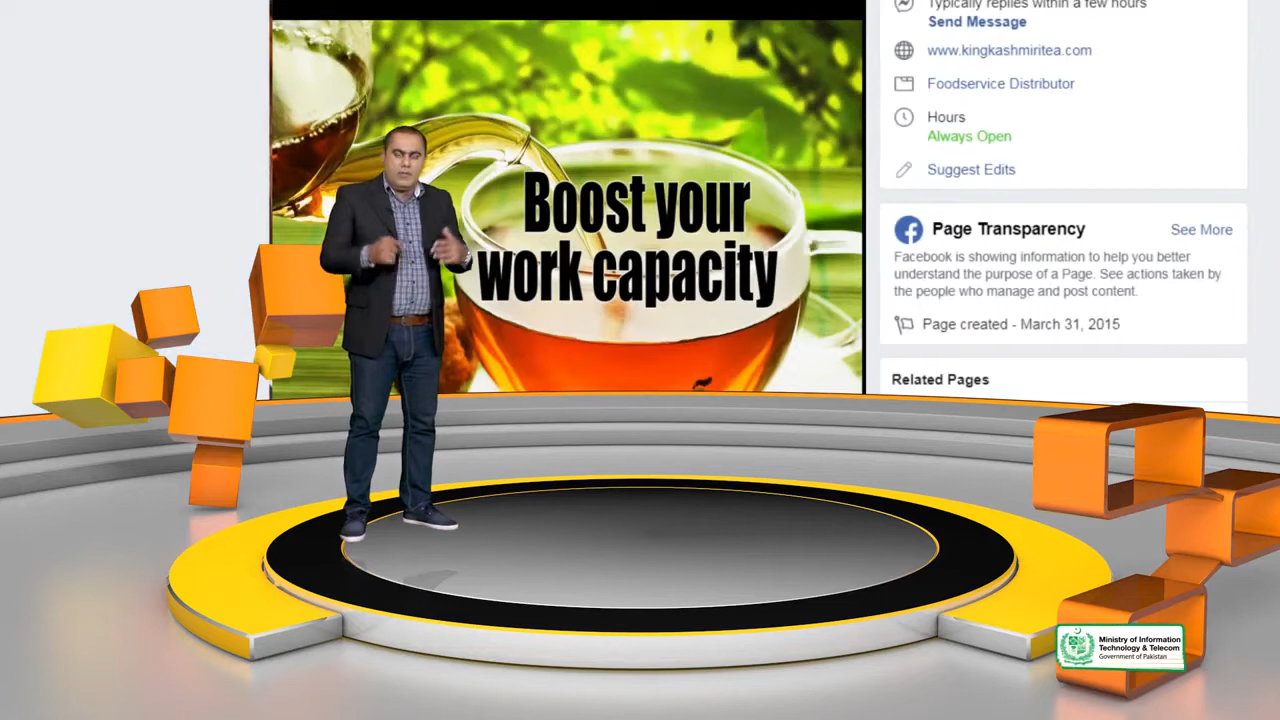 Typically replies within a few hours
Send Message
www.kingkashmiritea.com
Foodservice Distributor
Hours
Always Open
Suggest Edits
Page Transparency
See More
Facebook is showing information to help you better
understand the purpose of a Page. See actions taken by
the people who manage and post content.
Page created - March 31, 2015
Related Pages
Boost your
work capacity
Ministry of Information
Technology & Telecom
Government of Pakistan